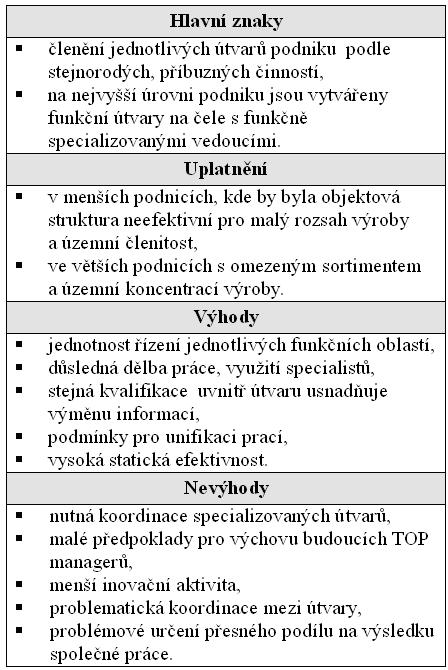 Hlavní znaky
▪ členění jednotlivých útvarů podniku podle
stejnorodých, příbuzných činností,
▪ na nejvyšší úrovni podniku jsou vytvářeny
funkční útvary na čele s funkčně
specializovanými vedoucími.
Uplatnění
▪ v menších podnicích, kde by byla objektová
struktura neefektivní pro malý rozsah výroby
a územní členitost,
▪ ve větších podnicích s omezeným sortimentem
a územní koncentrací výroby.
Výhody
▪ jednotnost řízení jednotlivých funkčních oblastí,
▪ důsledná dělba práce, využití specialistů,
▪ stejná kvalifikace uvnitř útvaru usnadňuje
výměnu informací,
▪ podmínky pro unifikaci prací,
▪ vysoká statická efektivnost.
Nevýhody
▪ nutná koordinace specializovaných útvarů,
▪ malé předpoklady pro výchovu budoucích TOP
managerů,
▪ menší inovační aktivita,
▪ problematická koordinace mezi útvary,
▪ problémové určení přesného podílu na výsledku
společné práce.